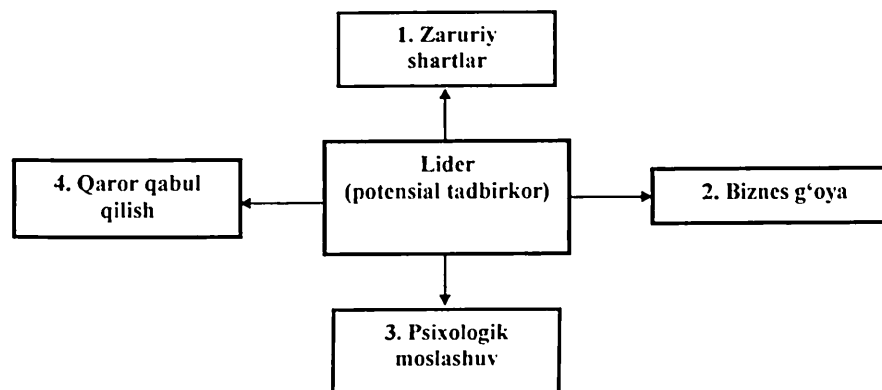 1. Zaruriy
shartlar
Lider
(potensial tadbirkor)
4. Qaror qabul
qilish
2. Biznes g‘oya
3. Psixologik
moslashuv